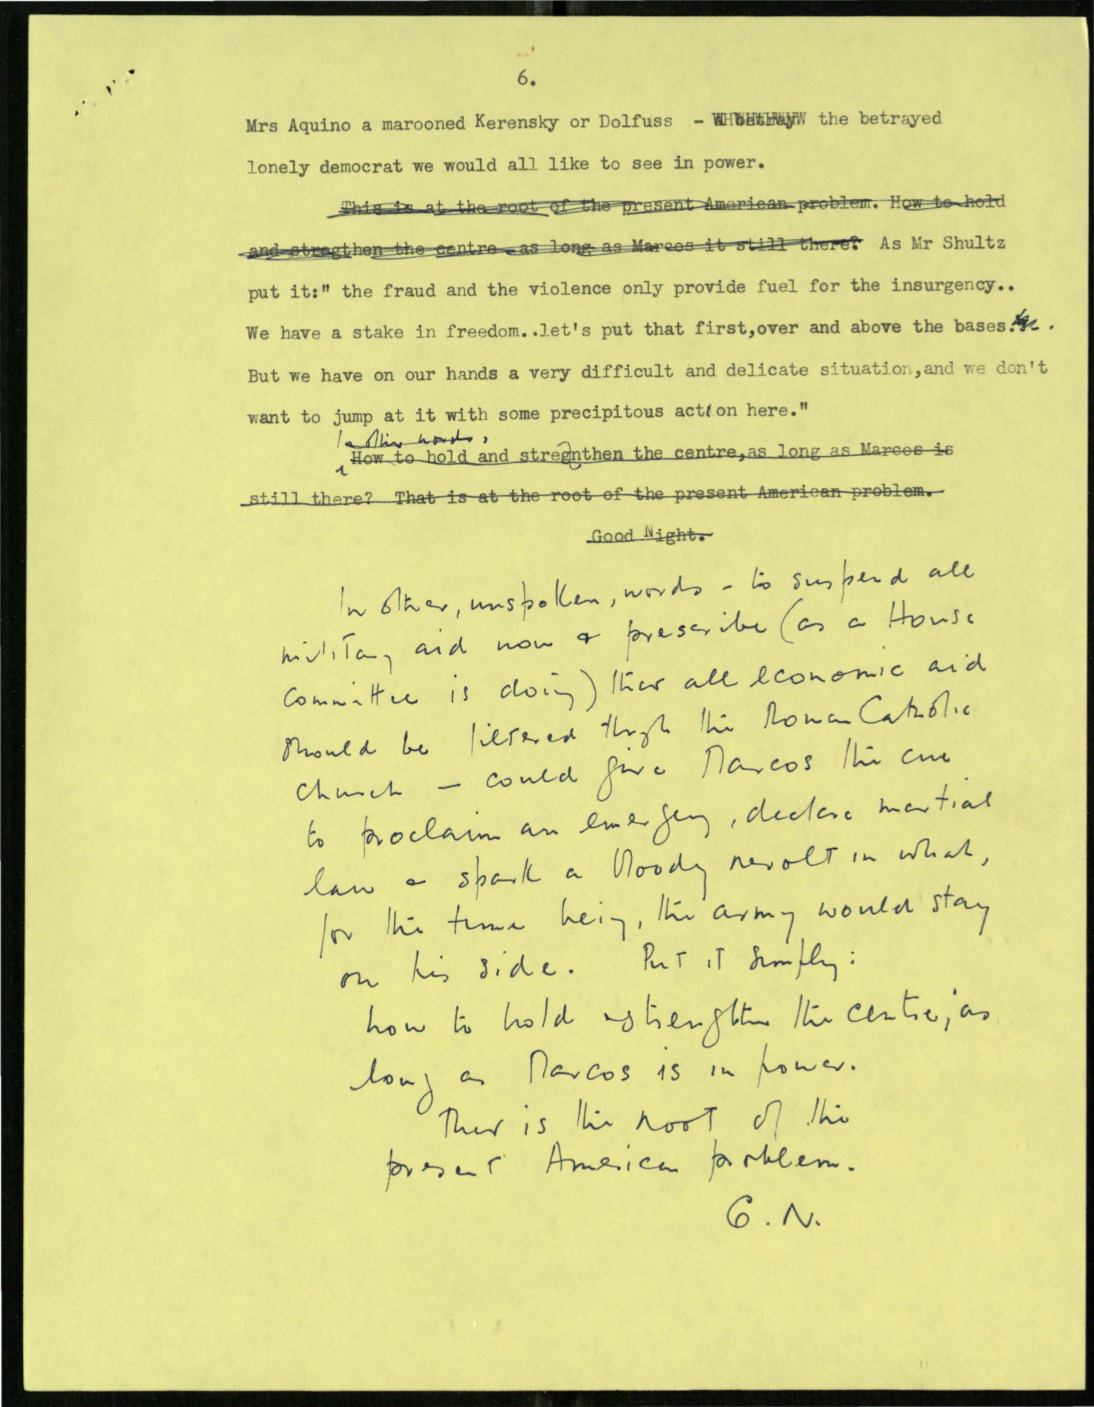 6.
Mrs Aquino a marooned Kerensky or Dolfuss - the betrayed
lonely democrat we would all like to see in power.
This is at the root of the present American problem. How to hold
and stregthen the centre as long as Marcos it still there? As Mr Shultz
put it:" the fraud and the violence only provide fuel for the insurgency..
We have a stake in freedom..let's put that first,over and above the bases.
But we have on our hands a very difficult and delicate situation,and we don't
want to jump at it with some precipitous action here."
In other words,
How to hold and stregnthen the centre,as long as Marcos is
still there? That is at the root of the present American problem.
Good Night.
In other, unspoken, words - to suspend all
military aid now & prescribe (as a House
Committee is doing) that all economic aid
should be filtered thrgh the Roman Catholic
church - could give Marcos the cue
to proclaim an emergency, declare martial
law & spark a bloody revolt in which,
for the time being, the army would stay
on his side. Put it simply:
how to hold & strengthen the centre, as
long as Marcos is in power.
That is the root of the
present American problem.
G.N.